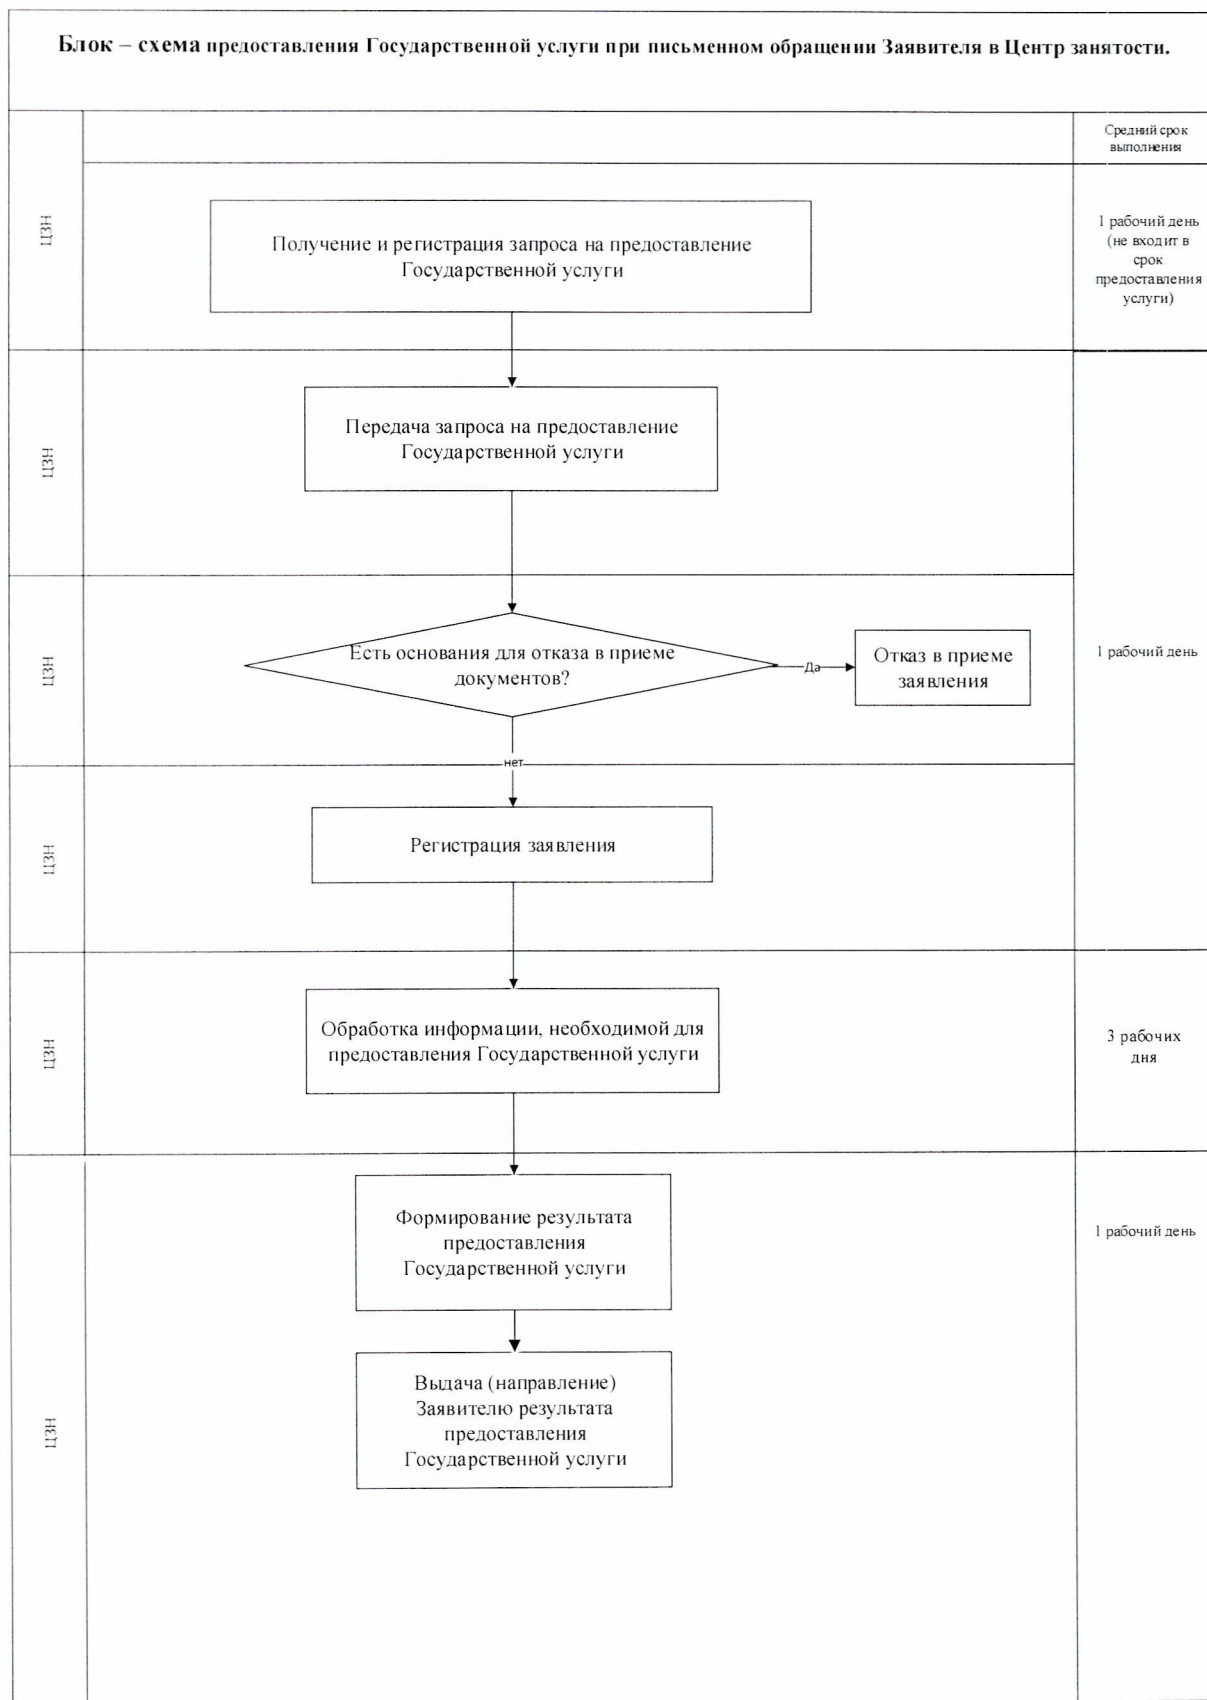 Блок – схема предоставления Государственной услуги при письменном обращении Заявителя в Центр занятости.
Средний срок
выполнения
ЦЗН
Получение и регистрация запроса на предоставление
Государственной услуги
1 рабочий день
(не входит в
срок
предоставления
услуги)
ЦЗН
Передача запроса на предоставление
Государственной услуги
ЦЗН
Есть основания для отказа в приеме
документов?
Да
Отказ в приеме
заявления
1 рабочий день
нет
ЦЗН
Регистрация заявления
ЦЗН
Обработка информации, необходимой для
предоставления Государственной услуги
3 рабочих
дня
Формирование результата
предоставления
Государственной услуги
1 рабочий день
ЦЗН
Выдача (направление)
Заявителю результата
предоставления
Государственной услуги